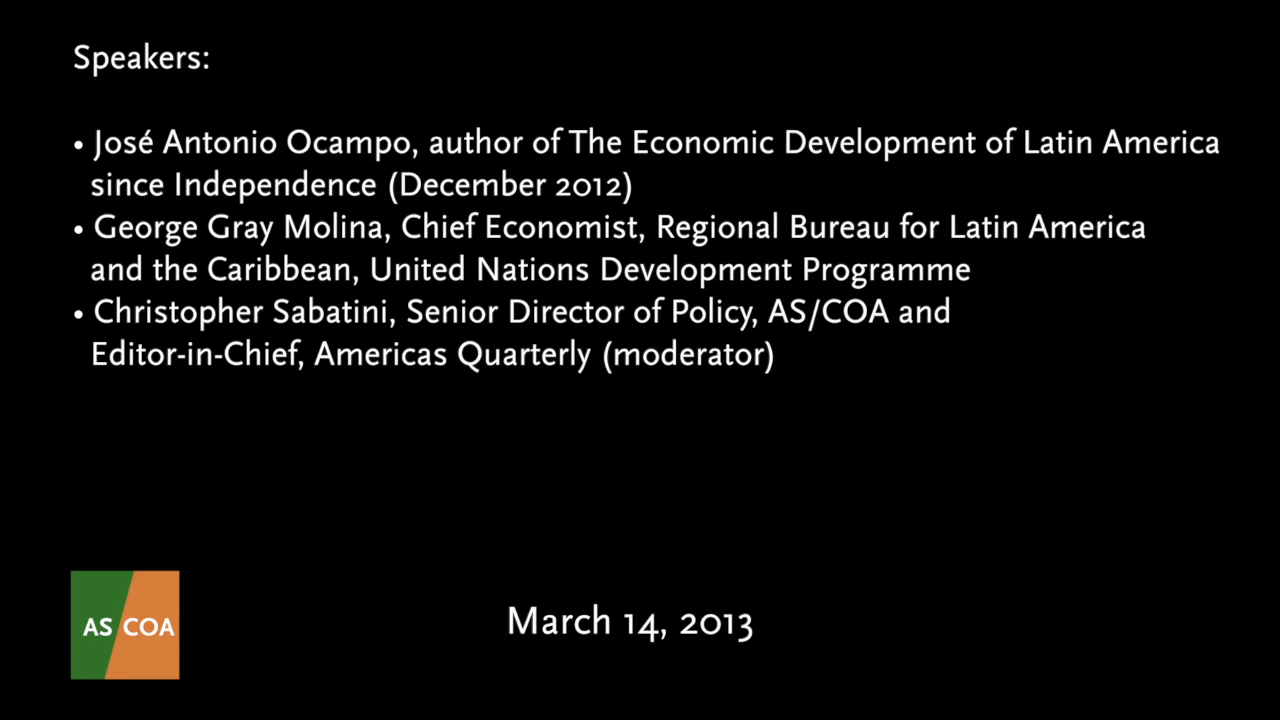 Speakers:
• José Antonio Ocampo, author of The Economic Development of Latin America
since Independence (December 2012)
• George Gray Molina, Chief Economist, Regional Bureau for Latin America
and the Caribbean, United Nations Development Programme
• Christopher Sabatini, Senior Director of Policy, AS/COA and
Editor-in-Chief, Americas Quarterly (moderator)
AS COA
March 14, 2013